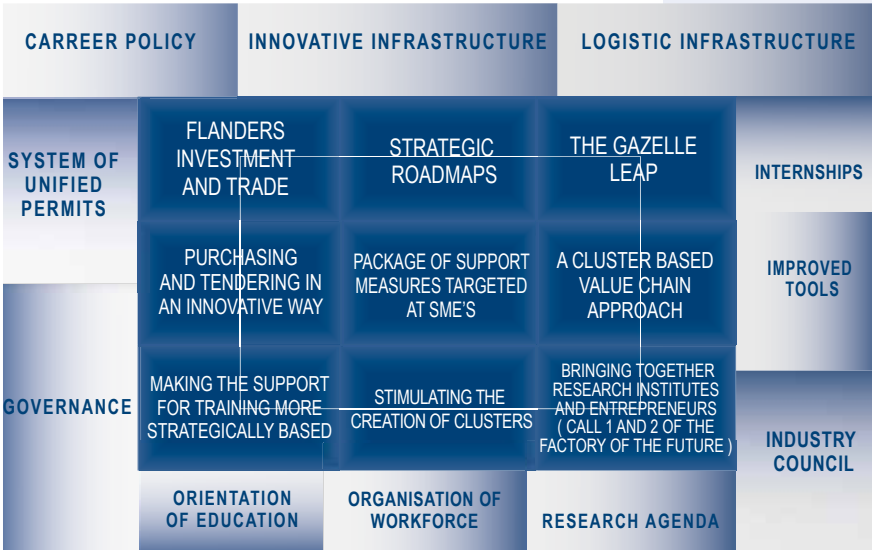 CARREER POLICY
INNOVATIVE INFRASTRUCTURE
LOGISTIC INFRASTRUCTURE
SYSTEM OF
UNIFIED
PERMITS
FLANDERS
INVESTMENT
AND TRADE
STRATEGIC
ROADMAPS
THE GAZELLE
LEAP
INTERNSHIPS
PURCHASING
AND TENDERING IN
AN INNOVATIVE WAY
PACKAGE OF SUPPORT
MEASURES TARGETED
AT SME'S
A CLUSTER BASED
VALUE CHAIN
APPROACH
IMPROVED
TOOLS
GOVERNANCE
MAKING THE SUPPORT
FOR TRAINING MORE
STRATEGICALLY BASED
STIMULATING THE
CREATION OF CLUSTERS
BRINGING TOGETHER
RESEARCH INSTITUTES
AND ENTREPRENEURS
( CALL 1 AND 2 OF THE
FACTORY OF THE FUTURE )
INDUSTRY
COUNCIL
ORIENTATION
OF EDUCATION
ORGANISATION OF
WORKFORCE
RESEARCH AGENDA